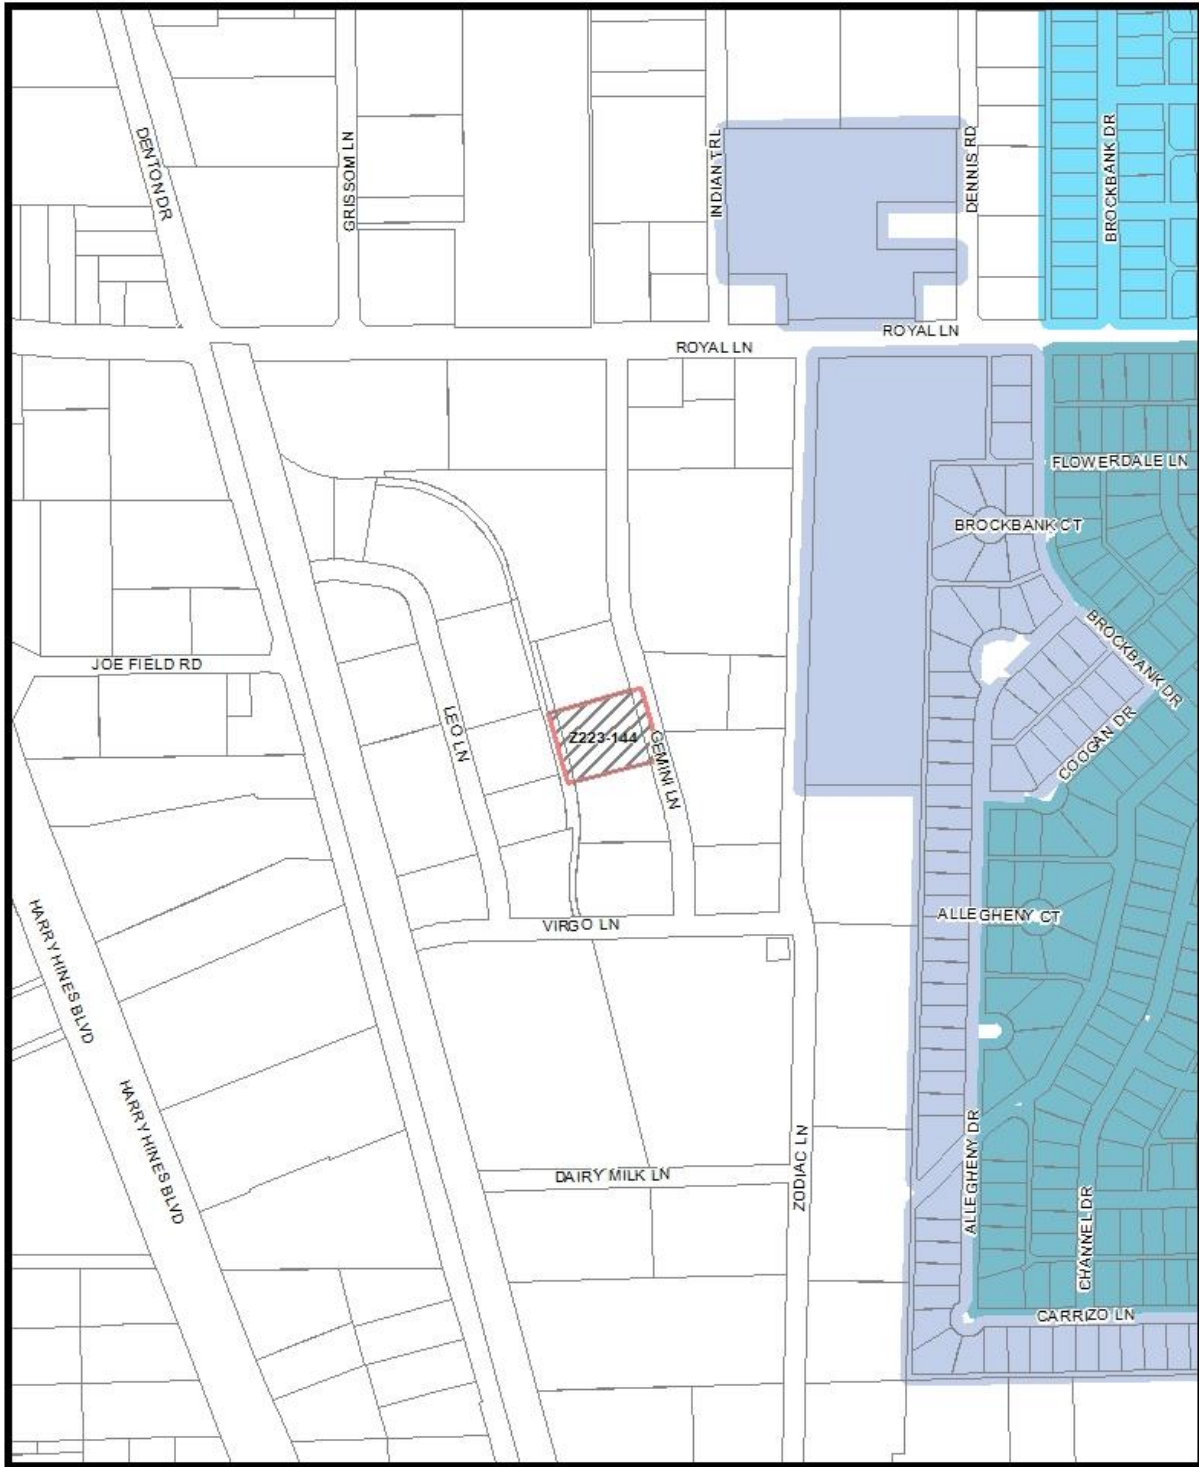 DENTON DR
GRISSOM LN
INDIAN TRL
DENNIS RD
BROCKBANK DR
ROYAL LN
ROYAL LN
FLOWERDALE LN
BROCKBANK CT
BROCKBANK DR
JOE FIELD RD
LEO LN
Z223-144
GEMINI LN
COOGAN DR
HARRY HINES BLVD
VIRGO LN
ALLEGHENY CT
HARRY HINES BLVD
DAIRY MILK LN
ZODIAC LN
ALLEGHENY DR
CHANNEL DR
CARRIZO LN